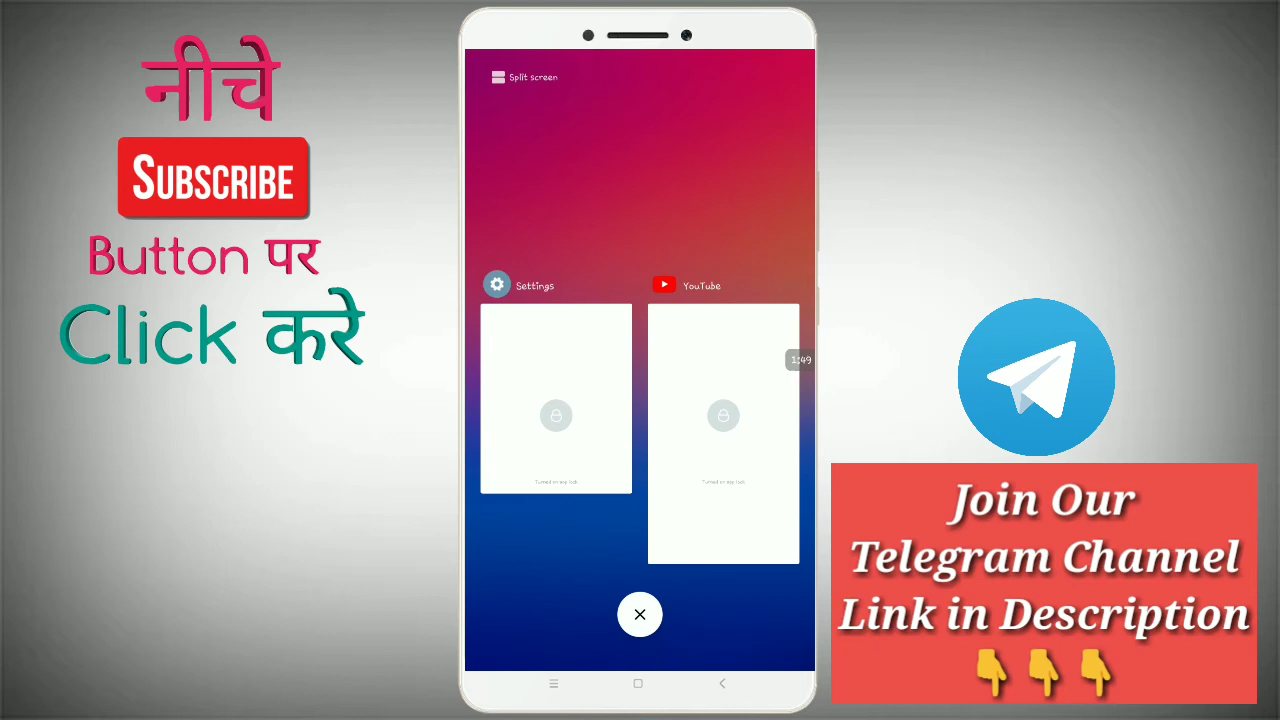 नीचे
SUBSCRIBE
Button पर
Click करे
Split screen
Settings
YouTube
1:49
Turned on app lock
Turned on app lock
Join Our
Telegram Channel
Link in Description
👇👇👇